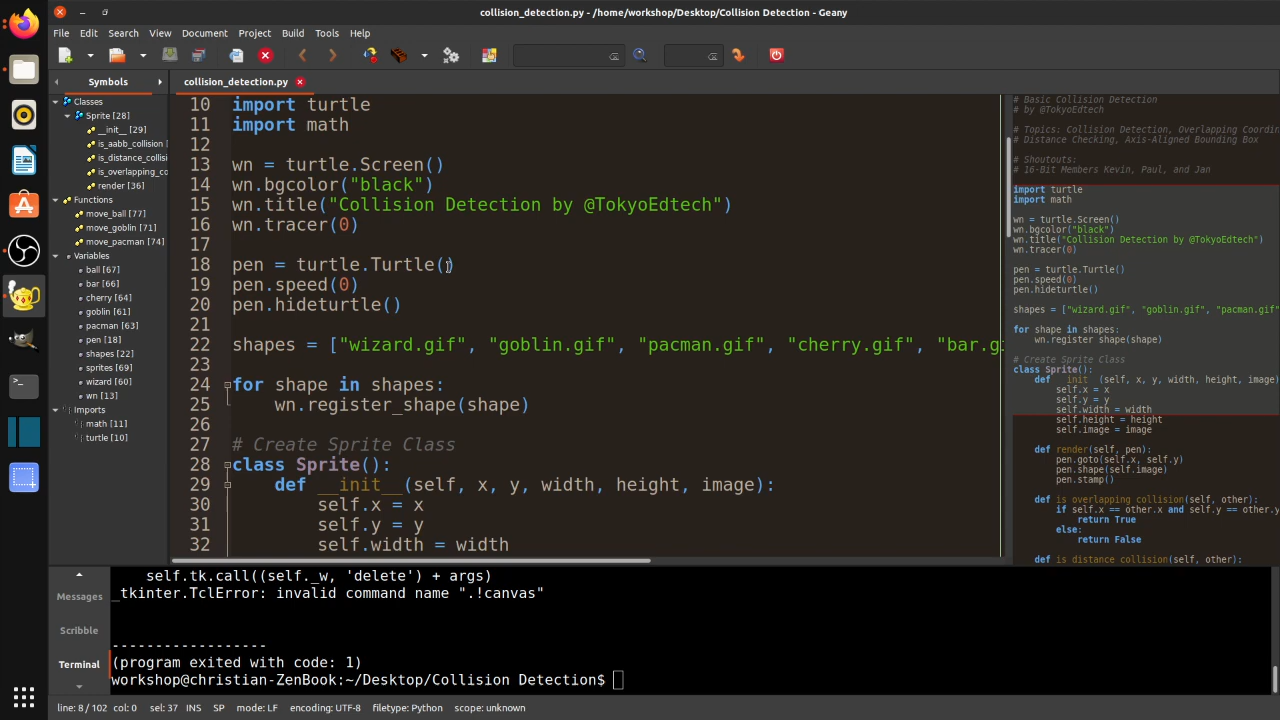 collision_detection.py - /home/workshop/Desktop/Collision Detection - Geany
File Edit Search View Document Project Build Tools Help
Symbols
collision_detection.py
Classes
Sprite [28]
__init__ [29]
is_aabb_collision [
is_distance_collisi
is_overlapping_co
render [36]
Functions
move_ball [77]
move_goblin [71]
move_pacman [74]
Variables
ball [67]
bar [66]
cherry [64]
goblin [61]
pacman [63]
pen [18]
shapes [22]
sprites [69]
wizard [60]
wn [13]
Imports
math [11]
turtle [10]
10 import turtle
11 import math
12
13 wn = turtle.Screen()
14 wn.bgcolor("black")
15 wn.title("Collision Detection by @TokyoEdtech")
16 wn.tracer(0)
17
18 pen = turtle.Turtle()
19 pen.speed(0)
20 pen.hideturtle()
21
22 shapes = ["wizard.gif", "goblin.gif", "pacman.gif", "cherry.gif", "bar.gi
23
24 for shape in shapes:
25     wn.register_shape(shape)
26
27 # Create Sprite Class
28 class Sprite():
29     def __init__(self, x, y, width, height, image):
30         self.x = x
31         self.y = y
32         self.width = width
# Basic Collision Detection
# by @TokyoEdtech
# Topics: Collision Detection, Overlapping Coordin
# Distance Checking, Axis-Aligned Bounding Box
# Shoutouts:
# 16-Bit Members Kevin, Paul, and Jan
import turtle
import math
wn = turtle.Screen()
wn.bgcolor("black")
wn.title("Collision Detection by @TokyoEdtech")
wn.tracer(0)
pen = turtle.Turtle()
pen.speed(0)
pen.hideturtle()
shapes = ["wizard.gif", "goblin.gif", "pacman.gif"
for shape in shapes:
    wn.register shape(shape)
# Create Sprite Class
class Sprite():
    def   init  (self, x, y, width, height, image)
        self.x = x
        self.y = y
        self.width = width
        self.height = height
        self.image = image
    def render(self, pen):
        pen.goto(self.x, self.y)
        pen.shape(self.image)
        pen.stamp()
    def is overlapping collision(self, other):
        if self.x == other.x and self.y == other.y
            return True
        else:
            return False
    def is distance collision(self, other):
Messages
Scribble
Terminal
self.tk.call((self._w, 'delete') + args)
_tkinter.TclError: invalid command name ".!canvas"
------------------
(program exited with code: 1)
workshop@christian-ZenBook:~/Desktop/Collision Detection$
line: 8 / 102 col: 0 sel: 37 INS SP mode: LF encoding: UTF-8 filetype: Python scope: unknown